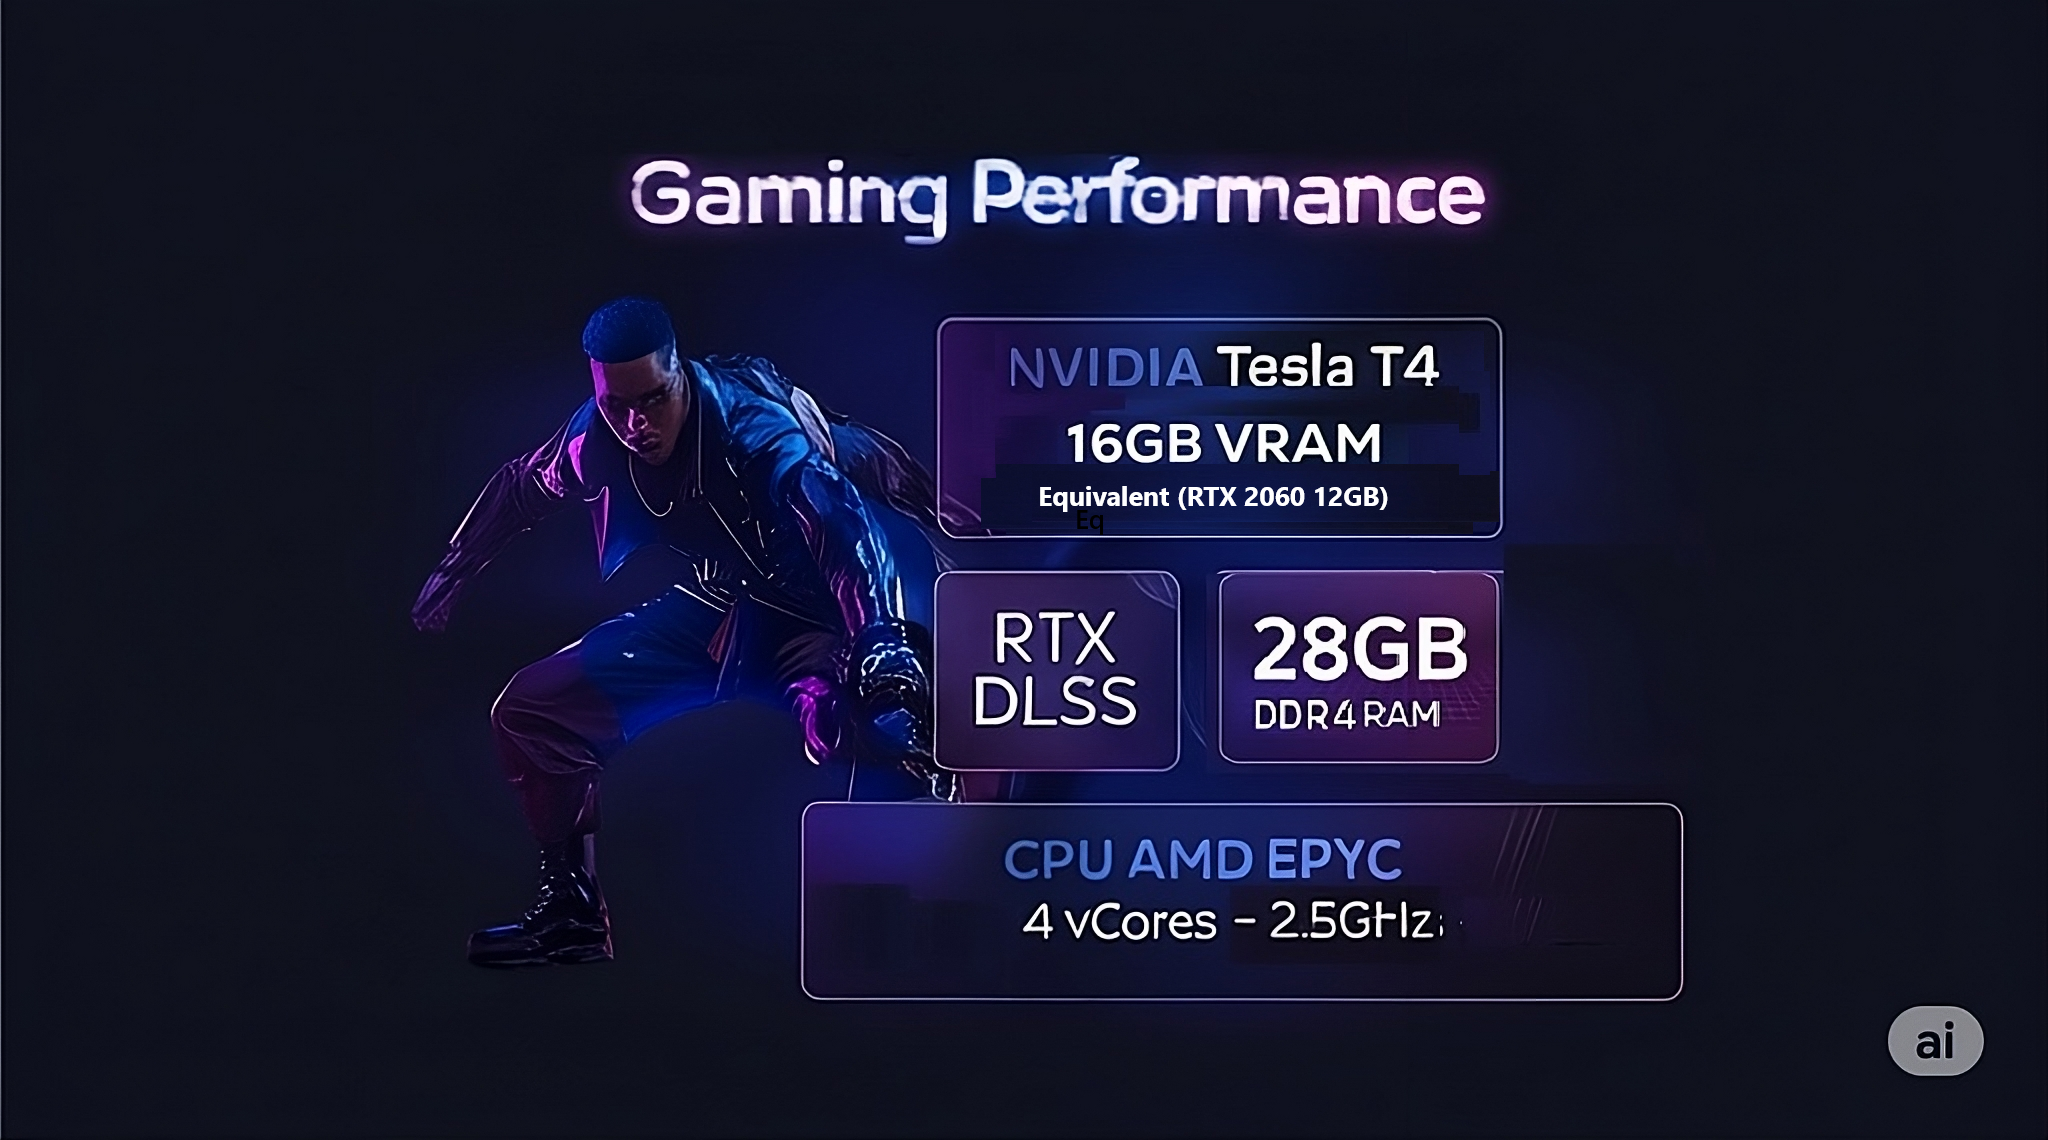 Gaming Performance
NVIDIA Tesla T4
16GB VRAM
Equivalent (RTX 2060 12GB)
Eq
RTX
DLSS
28GB
DDR4 RAM
CPU AMD EPYC
4 vCores - 2.5GHz
ai